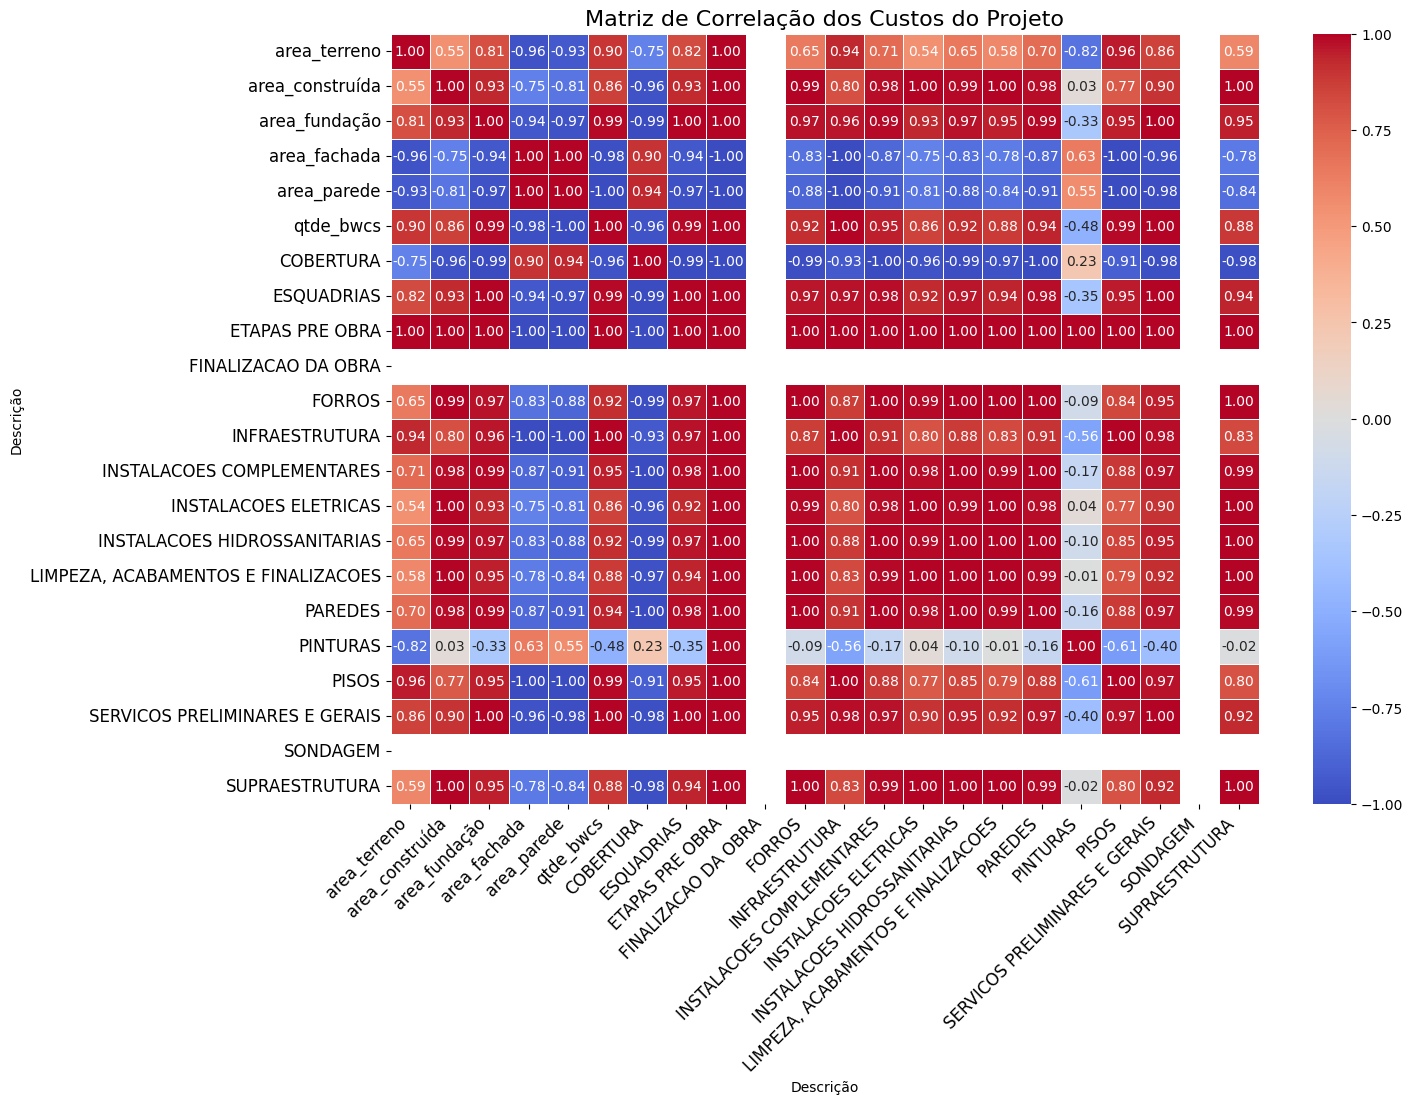 Matriz de Correlação dos Custos do Projeto
area_terreno 1.00 0.55 0.81 -0.96 -0.93 0.90 -0.75 0.82 1.00 0.65 0.94 0.71 0.54 0.65 0.58 0.70 -0.82 0.96 0.86 0.59
area_construída 0.55 1.00 0.93 -0.75 -0.81 0.86 -0.96 0.93 1.00 0.99 0.80 0.98 1.00 0.99 1.00 0.98 0.03 0.77 0.90 1.00
area_fundação 0.81 0.93 1.00 -0.94 -0.97 0.99 -0.99 1.00 1.00 0.97 0.96 0.99 0.93 0.97 0.95 0.99 -0.33 0.95 1.00 0.95
area_fachada -0.96 -0.75 -0.94 1.00 1.00 -0.98 0.90 -0.94 -1.00 -0.83 -1.00 -0.87 -0.75 -0.83 -0.78 -0.87 0.63 -1.00 -0.96 -0.78
area_parede -0.93 -0.81 -0.97 1.00 1.00 -1.00 0.94 -0.97 -1.00 -0.88 -1.00 -0.91 -0.81 -0.88 -0.84 -0.91 0.55 -1.00 -0.98 -0.84
qtde_bwcs 0.90 0.86 0.99 -0.98 -1.00 1.00 -0.96 0.99 1.00 0.92 1.00 0.95 0.86 0.92 0.88 0.94 -0.48 0.99 1.00 0.88
COBERTURA -0.75 -0.96 -0.99 0.90 0.94 -0.96 1.00 -0.99 -1.00 -0.99 -0.93 -1.00 -0.96 -0.99 -0.97 -1.00 0.23 -0.91 -0.98 -0.98
ESQUADRIAS 0.82 0.93 1.00 -0.94 -0.97 0.99 -0.99 1.00 1.00 0.97 0.97 0.98 0.92 0.97 0.94 0.98 -0.35 0.95 1.00 0.94
ETAPAS PRE OBRA 1.00 1.00 1.00 -1.00 -1.00 1.00 -1.00 1.00 1.00 1.00 1.00 1.00 1.00 1.00 1.00 1.00 1.00 1.00 1.00 1.00
FINALIZACAO DA OBRA
FORROS 0.65 0.99 0.97 -0.83 -0.88 0.92 -0.99 0.97 1.00 1.00 0.87 1.00 0.99 1.00 1.00 1.00 -0.09 0.84 0.95 1.00
INFRAESTRUTURA 0.94 0.80 0.96 -1.00 -1.00 1.00 -0.93 0.97 1.00 0.87 1.00 0.91 0.80 0.88 0.83 0.91 -0.56 1.00 0.98 0.83
INSTALACOES COMPLEMENTARES 0.71 0.98 0.99 -0.87 -0.91 0.95 -1.00 0.98 1.00 1.00 0.91 1.00 0.98 1.00 0.99 1.00 -0.17 0.88 0.97 0.99
INSTALACOES ELETRICAS 0.54 1.00 0.93 -0.75 -0.81 0.86 -0.96 0.92 1.00 0.99 0.80 0.98 1.00 0.99 1.00 0.98 0.04 0.77 0.90 1.00
INSTALACOES HIDROSSANITARIAS 0.65 0.99 0.97 -0.83 -0.88 0.92 -0.99 0.97 1.00 1.00 0.88 1.00 0.99 1.00 1.00 1.00 -0.10 0.85 0.95 1.00
LIMPEZA, ACABAMENTOS E FINALIZACOES 0.58 1.00 0.95 -0.78 -0.84 0.88 -0.97 0.94 1.00 1.00 0.83 0.99 1.00 1.00 1.00 0.99 -0.01 0.79 0.92 1.00
PAREDES 0.70 0.98 0.99 -0.87 -0.91 0.94 -1.00 0.98 1.00 1.00 0.91 1.00 0.98 1.00 0.99 1.00 -0.16 0.88 0.97 0.99
PINTURAS -0.82 0.03 -0.33 0.63 0.55 -0.48 0.23 -0.35 1.00 -0.09 -0.56 -0.17 0.04 -0.10 -0.01 -0.16 1.00 -0.61 -0.40 -0.02
PISOS 0.96 0.77 0.95 -1.00 -1.00 0.99 -0.91 0.95 1.00 0.84 1.00 0.88 0.77 0.85 0.79 0.88 -0.61 1.00 0.97 0.80
SERVICOS PRELIMINARES E GERAIS 0.86 0.90 1.00 -0.96 -0.98 1.00 -0.98 1.00 1.00 0.95 0.98 0.97 0.90 0.95 0.92 0.97 -0.40 0.97 1.00 0.92
SONDAGEM
SUPRAESTRUTURA 0.59 1.00 0.95 -0.78 -0.84 0.88 -0.98 0.94 1.00 1.00 0.83 0.99 1.00 1.00 1.00 0.99 -0.02 0.80 0.92 1.00
Descrição
area_terreno
area_construída
area_fundação
area_fachada
area_parede
qtde_bwcs
COBERTURA
ESQUADRIAS
ETAPAS PRE OBRA
FINALIZACAO DA OBRA
FORROS
INFRAESTRUTURA
INSTALACOES COMPLEMENTARES
INSTALACOES ELETRICAS
INSTALACOES HIDROSSANITARIAS
LIMPEZA, ACABAMENTOS E FINALIZACOES
PAREDES
PINTURAS
PISOS
SERVICOS PRELIMINARES E GERAIS
SONDAGEM
SUPRAESTRUTURA
Descrição
1.00
0.75
0.50
0.25
0.00
-0.25
-0.50
-0.75
-1.00